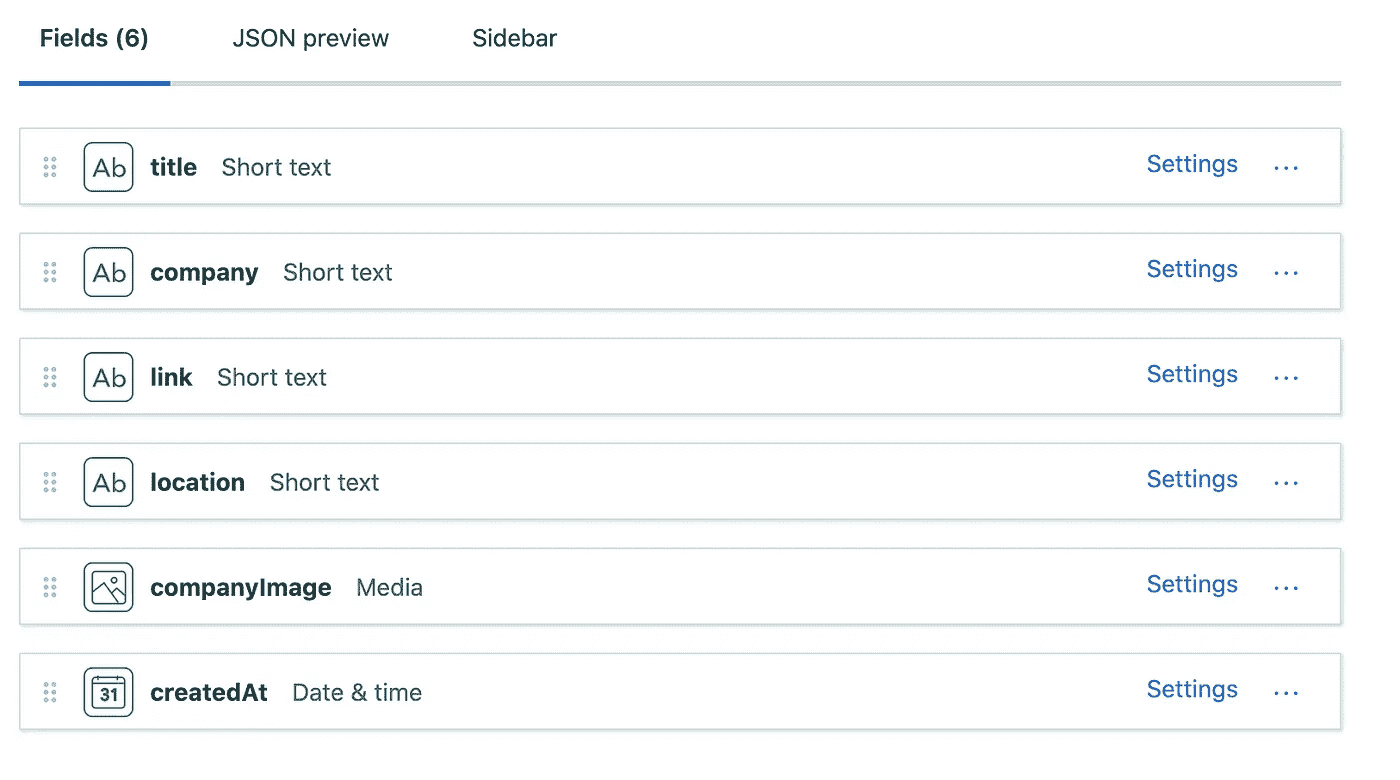 Fields (6) JSON preview Sidebar
Ab title Short text Settings ...
Ab company Short text Settings ...
Ab link Short text Settings ...
Ab location Short text Settings ...
companyImage Media Settings ...
31 createdAt Date & time Settings ...